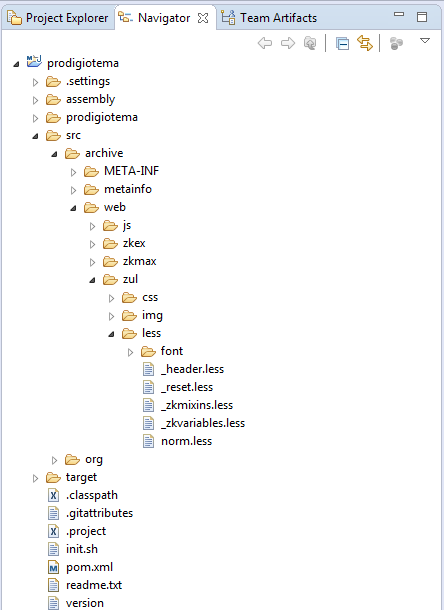 Project Explorer Navigator Team Artifacts
prodigiotema
.settings
assembly
prodigiotema
src
archive
META-INF
metainfo
web
js
zkex
zkmax
zul
css
img
less
font
_header.less
_reset.less
_zkmixins.less
_zkvariables.less
norm.less
org
target
.classpath
.gitattributes
.project
init.sh
pom.xml
readme.txt
version